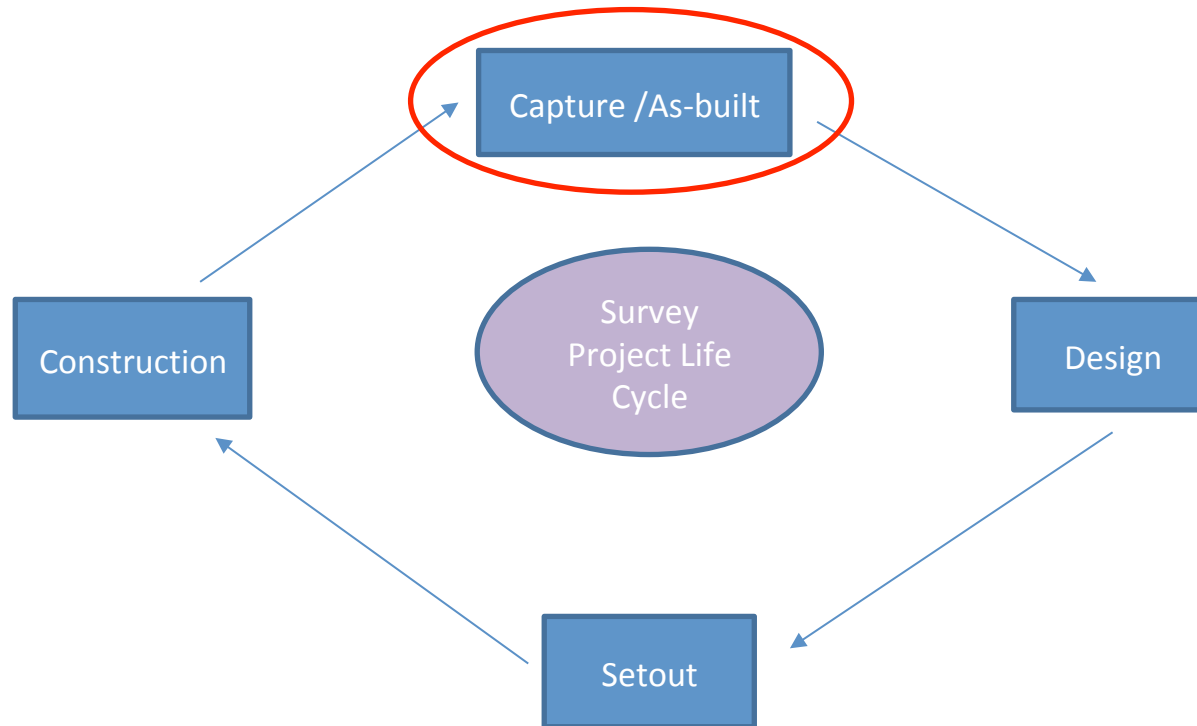 Capture /As-built
Survey
Project Life
Cycle
Construction
Design
Setout